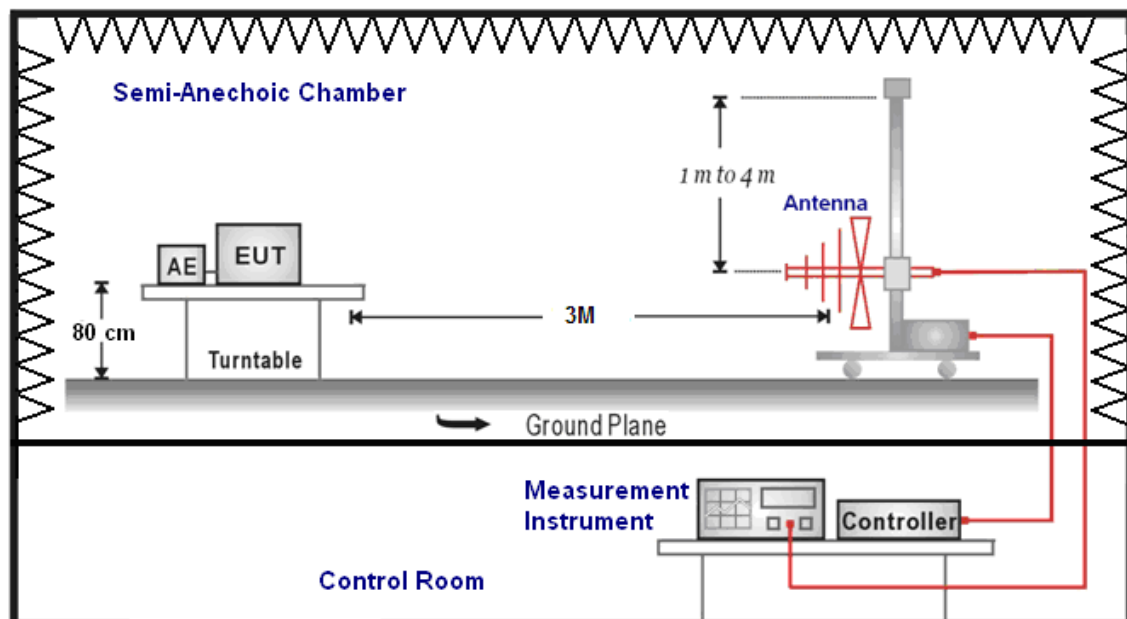 Semi-Anechoic Chamber
1 m to 4 m
Antenna
AE
EUT
80 cm
3M
Turntable
Ground Plane
Measurement
Instrument
Controller
Control Room